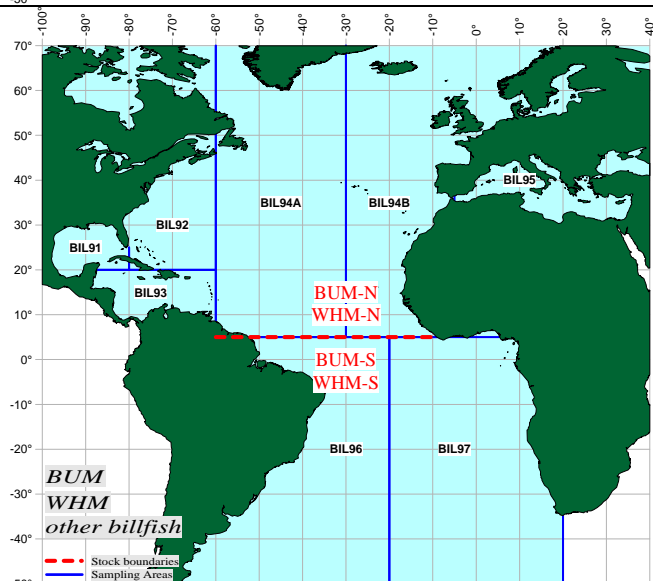 -100° -90° -80° -70° -60° -50° -40° -30° -20° -10° 0° 10° 20° 30° 40°
70°
60°
50°
40°
30°
20°
10°
0°
-10°
-20°
-30°
-40°
BIL95
BIL94A
BIL94B
BIL92
BIL91
BIL93
BUM-N
WHM-N
BUM-S
WHM-S
BIL96
BIL97
BUM
WHM
other billfish
Stock boundaries
Sampling Areas